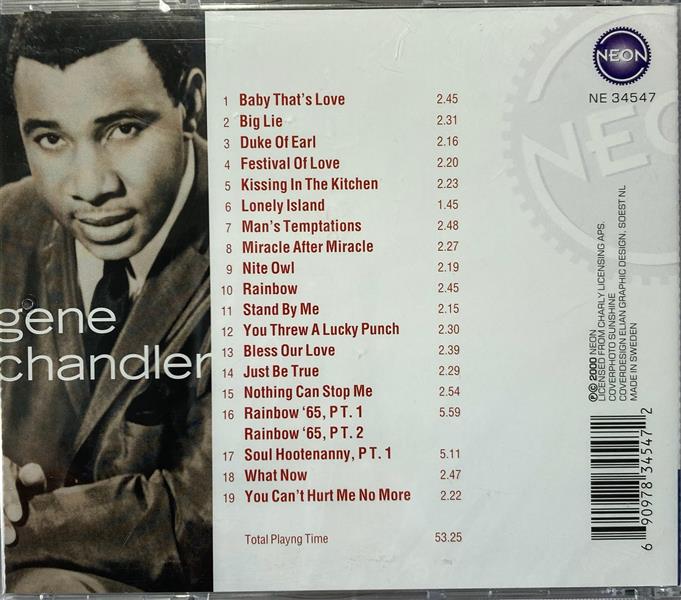 gene
chandler
1 Baby That's Love 2.45
2 Big Lie 2.31
3 Duke Of Earl 2.16
4 Festival Of Love 2.20
5 Kissing In The Kitchen 2.23
6 Lonely Island 1.45
7 Man's Temptations 2.48
8 Miracle After Miracle 2.27
9 Nite Owl 2.19
10 Rainbow 2.45
11 Stand By Me 2.15
12 You Threw A Lucky Punch 2.30
13 Bless Our Love 2.39
14 Just Be True 2.29
15 Nothing Can Stop Me 2.54
16 Rainbow '65, PT. 1 5.59
Rainbow '65, PT. 2
17 Soul Hootenanny, PT. 1 5.11
18 What Now 2.47
19 You Can't Hurt Me No More 2.22
Total Playng Time 53.25
NEON
NE 34547
NEON
℗© 2000 NEON
LICENSED FROM CHARLY LICENSING APS.
COVERPHOTO SUNSHINE
COVERDESIGN ELIAN GRAPHIC DESIGN, SOEST NL
MADE IN SWEDEN
6 90978 34547 2